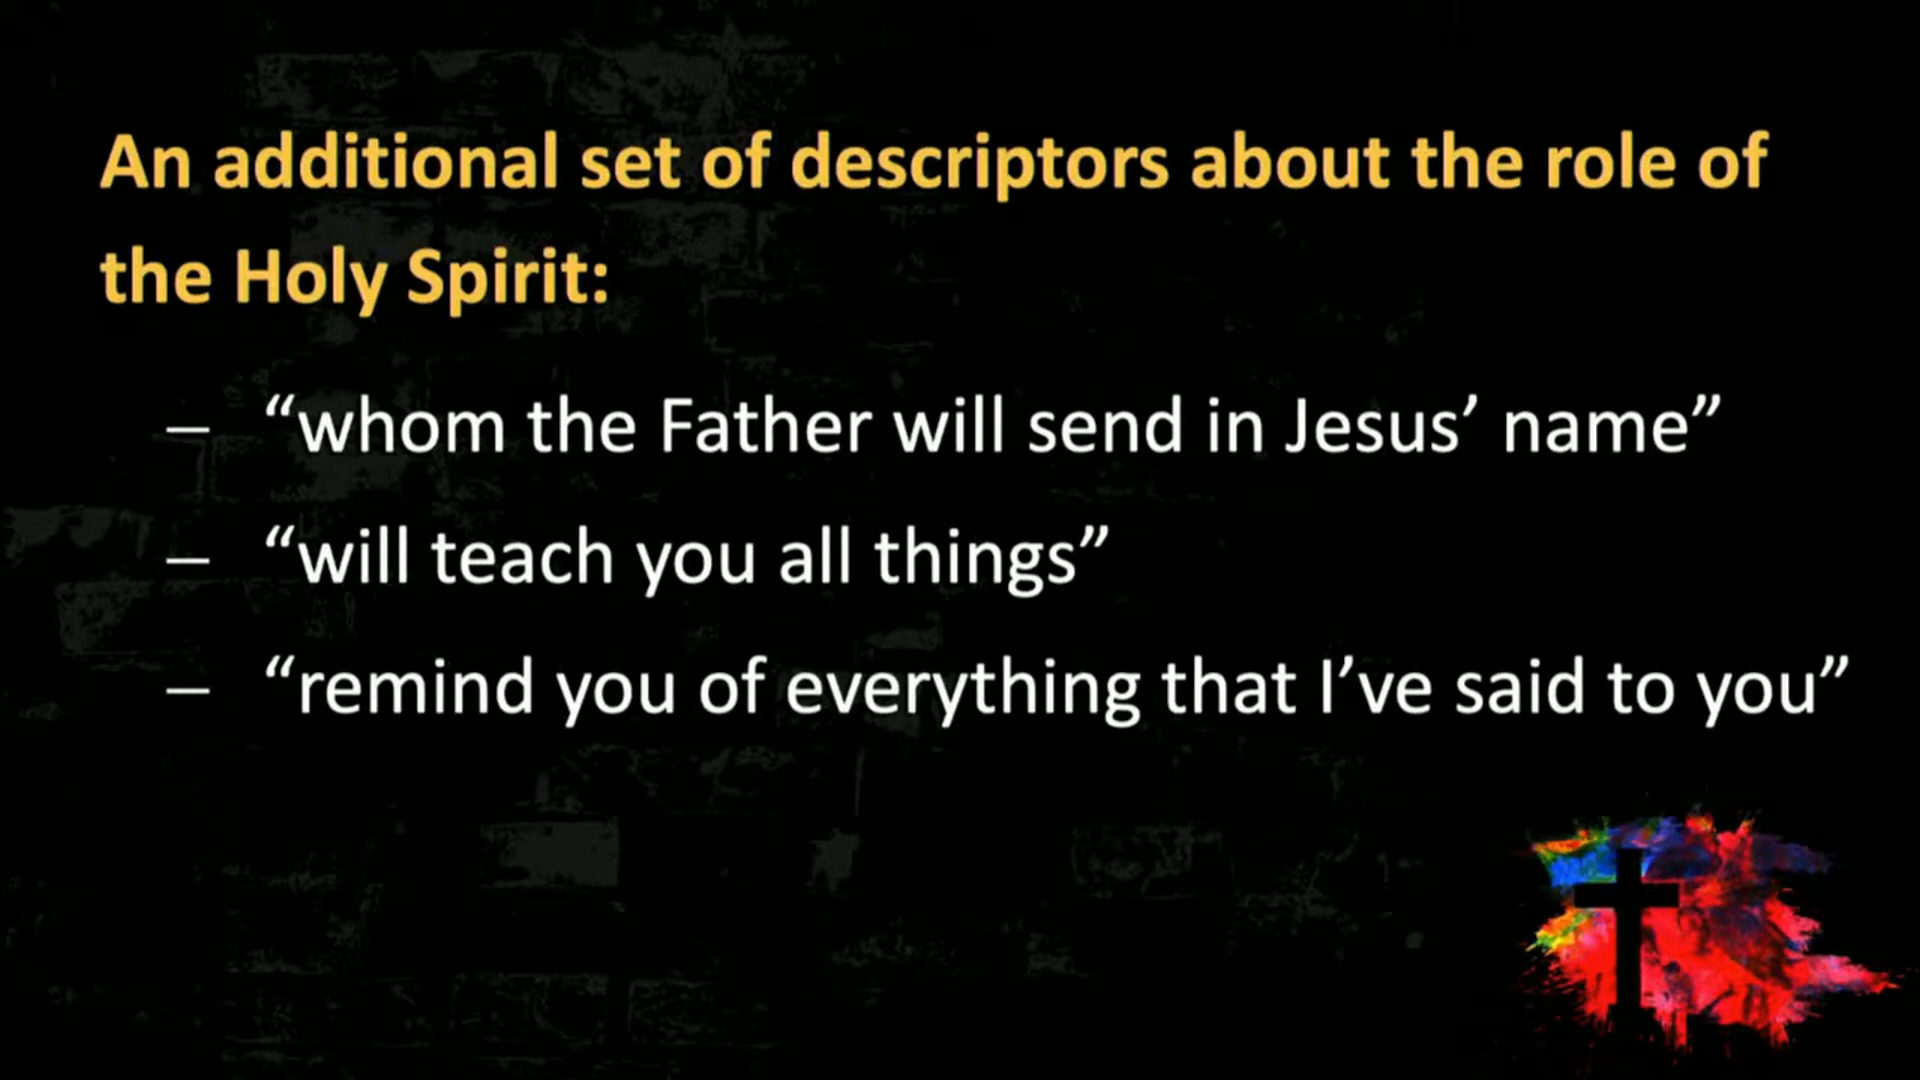 An additional set of descriptors about the role of
the Holy Spirit:
– “whom the Father will send in Jesus’ name”
– “will teach you all things”
– “remind you of everything that I’ve said to you”